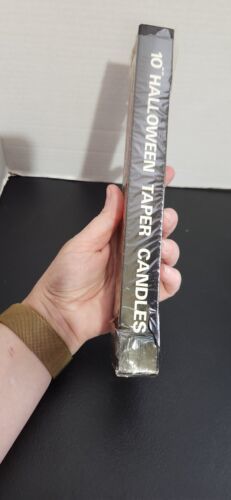 10" HALLOWEEN TAPER CANDLES